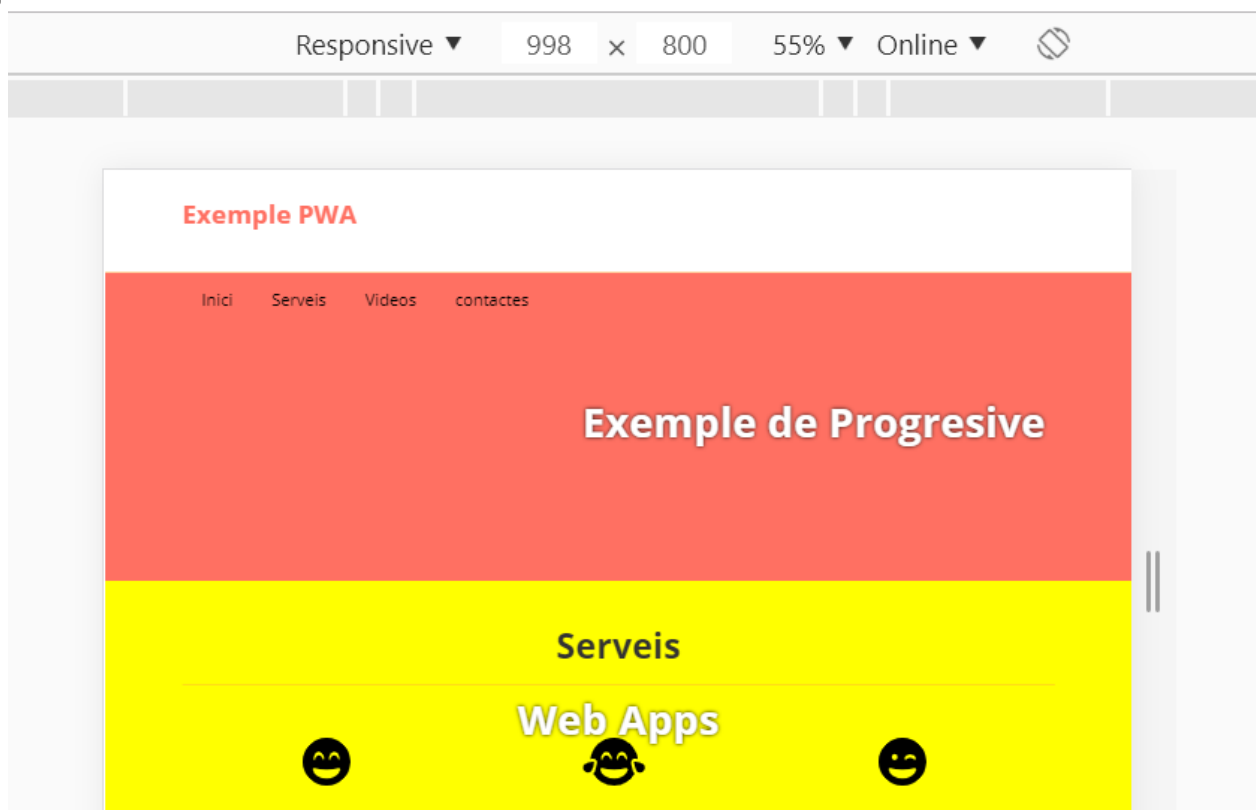 Responsive ▼ 998 × 800 55% ▼ Online ▼
Exemple PWA
Inici Serveis Videos contactes
Exemple de Progresive
Serveis
Web Apps